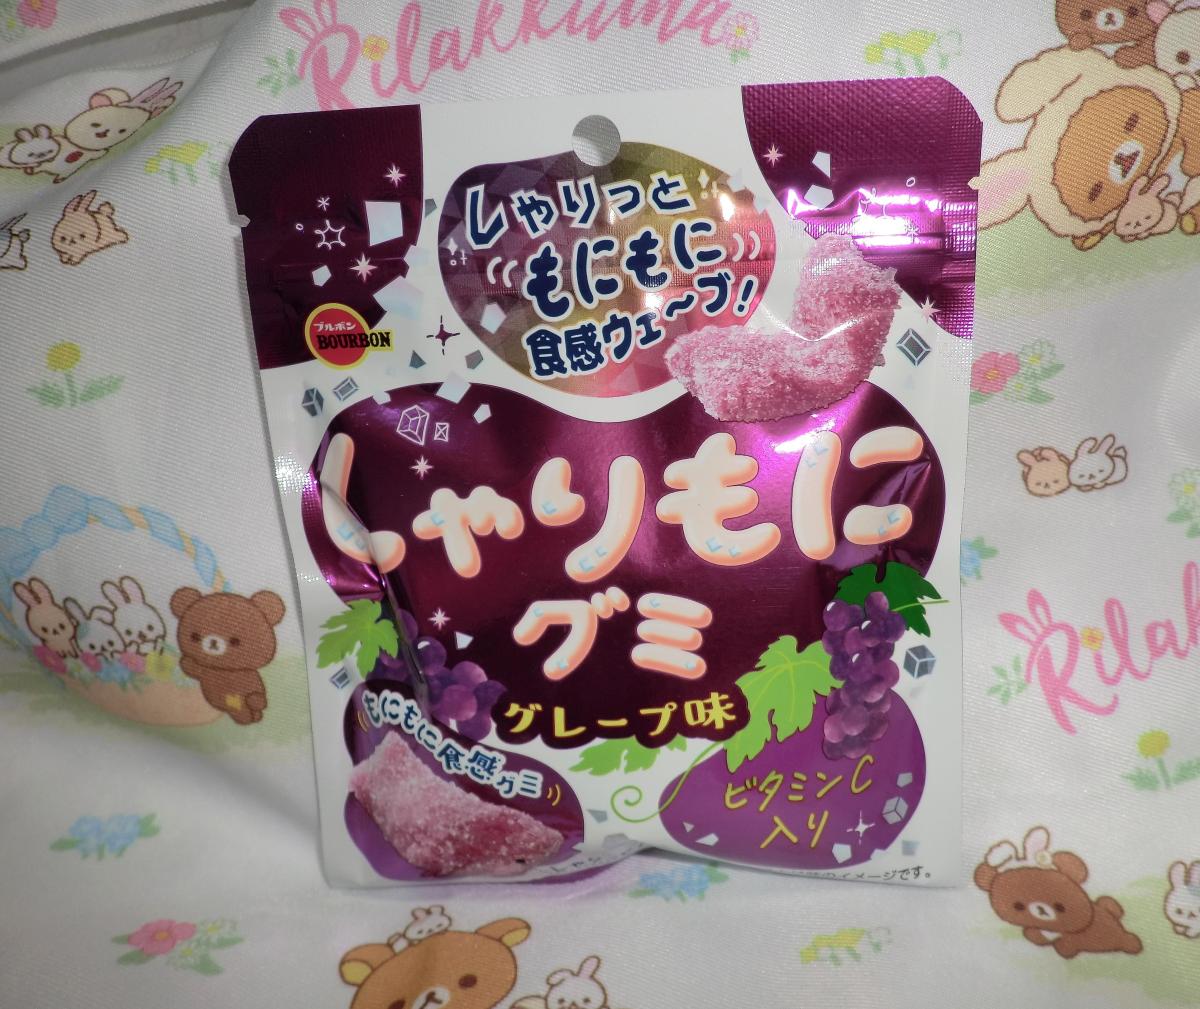 Rilakkuma
しゃりっと
もにもに
食感ウェ〜ブ!
ブルボン
BOURBON
しゃりもに
グミ
グレープ味
もにもに食感グミ
ビタミンC
入り
のイメージです。
Rilak